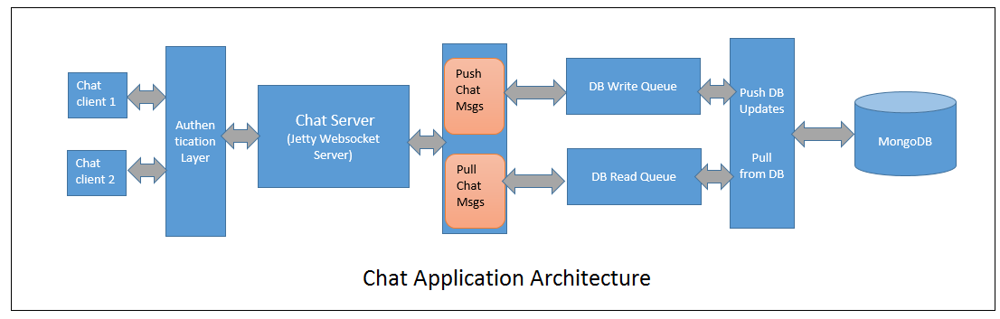 Chat
client 1
Chat
client 2
Authen
tication
Layer
Chat Server
(Jetty Websocket
Server)
Push
Chat
Msgs
Pull
Chat
Msgs
DB Write Queue
DB Read Queue
Push DB
Updates
Pull
from DB
MongoDB
Chat Application Architecture